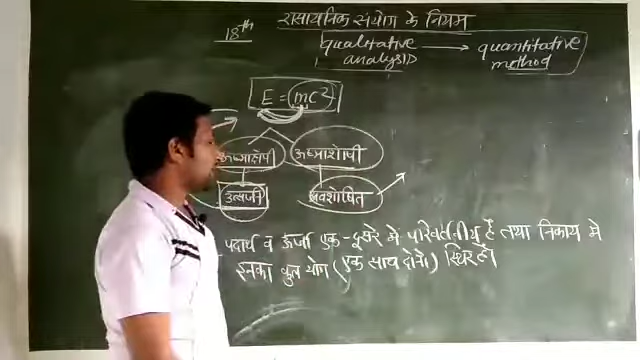 18th रासायनिक संयोग के नियम
qualitative analysis → quantitative method
E = mc²
ऊष्माक्षेपी ऊष्माशोषी
उत्सर्जी अवशोषित
पदार्थ व ऊर्जा एक-दूसरे में परिवर्तनीय हैं तथा निकाय में
इनका कुल योग (एक साथ दोनों) स्थिर है।